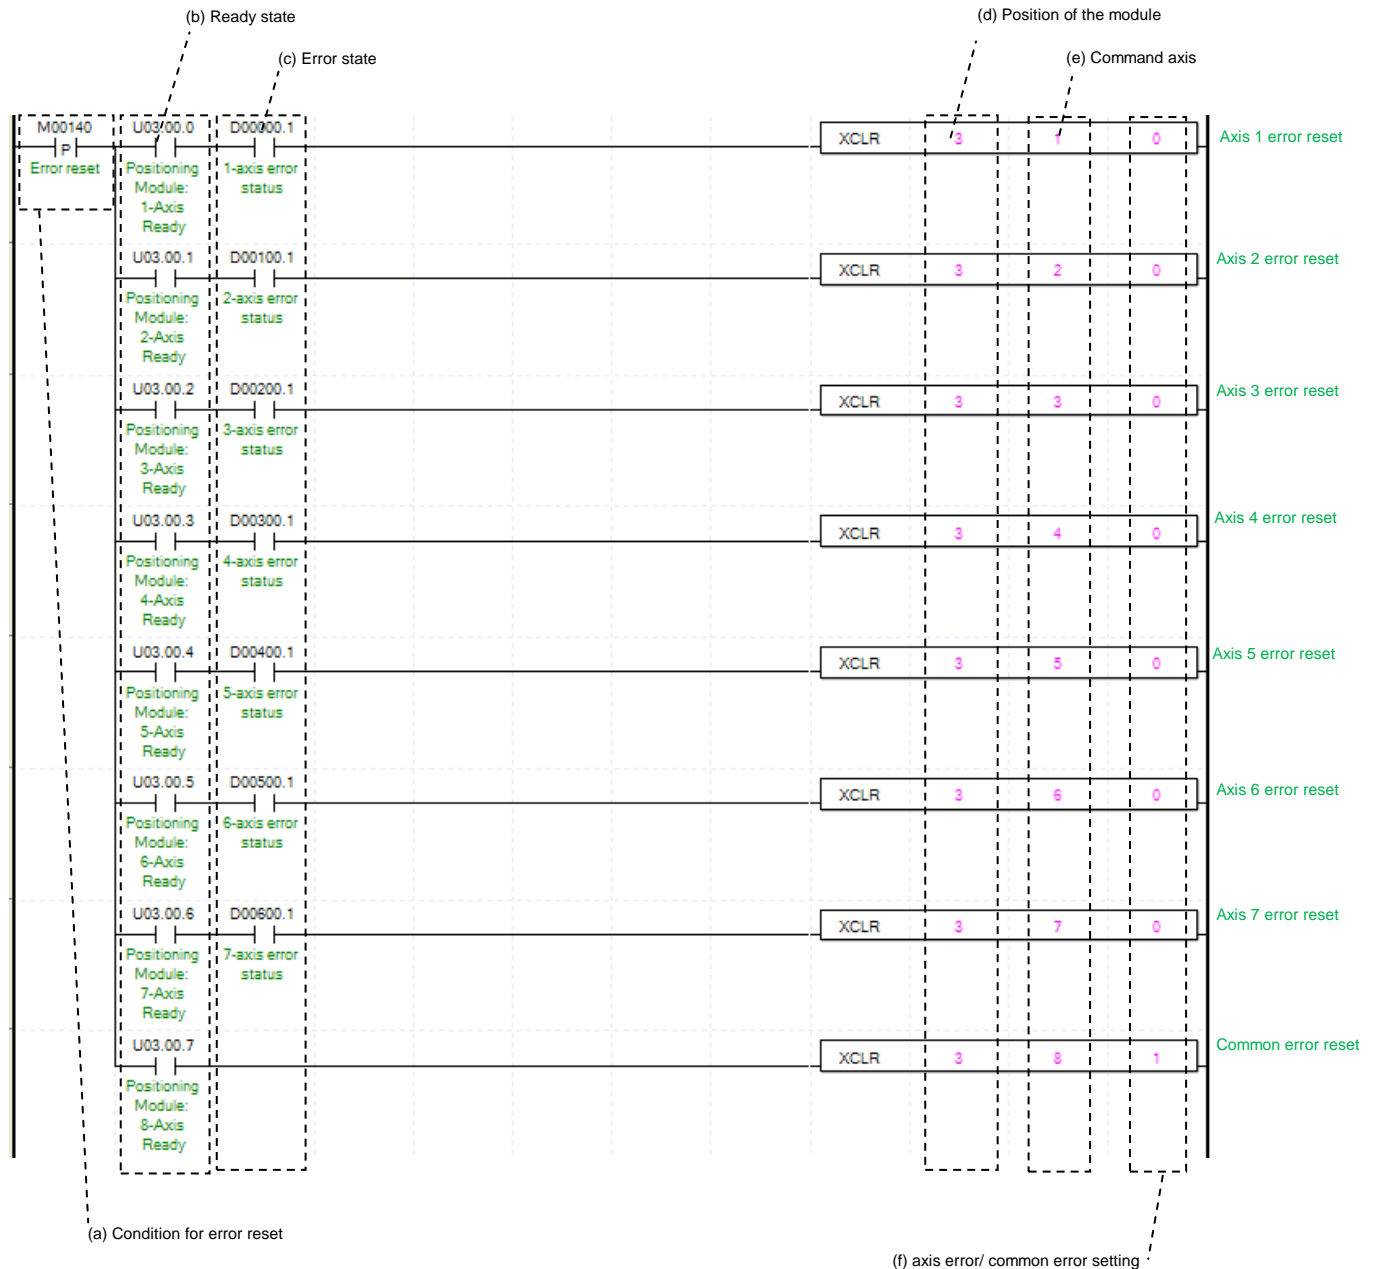 (b) Ready state
(d) Position of the module
(c) Error state
(e) Command axis
M00140
U03.00.0
D00000.1
P
XCLR 3 1 0
Axis 1 error reset
Error reset
Positioning
Module:
1-Axis
Ready
1-axis error
status
U03.00.1
D00100.1
XCLR 3 2 0
Axis 2 error reset
Positioning
Module:
2-Axis
Ready
2-axis error
status
U03.00.2
D00200.1
XCLR 3 3 0
Axis 3 error reset
Positioning
Module:
3-Axis
Ready
3-axis error
status
U03.00.3
D00300.1
XCLR 3 4 0
Axis 4 error reset
Positioning
Module:
4-Axis
Ready
4-axis error
status
U03.00.4
D00400.1
XCLR 3 5 0
Axis 5 error reset
Positioning
Module:
5-Axis
Ready
5-axis error
status
U03.00.5
D00500.1
XCLR 3 6 0
Axis 6 error reset
Positioning
Module:
6-Axis
Ready
6-axis error
status
U03.00.6
D00600.1
XCLR 3 7 0
Axis 7 error reset
Positioning
Module:
7-Axis
Ready
7-axis error
status
U03.00.7
XCLR 3 8 1
Common error reset
Positioning
Module:
8-Axis
Ready
(a) Condition for error reset
(f) axis error/ common error setting